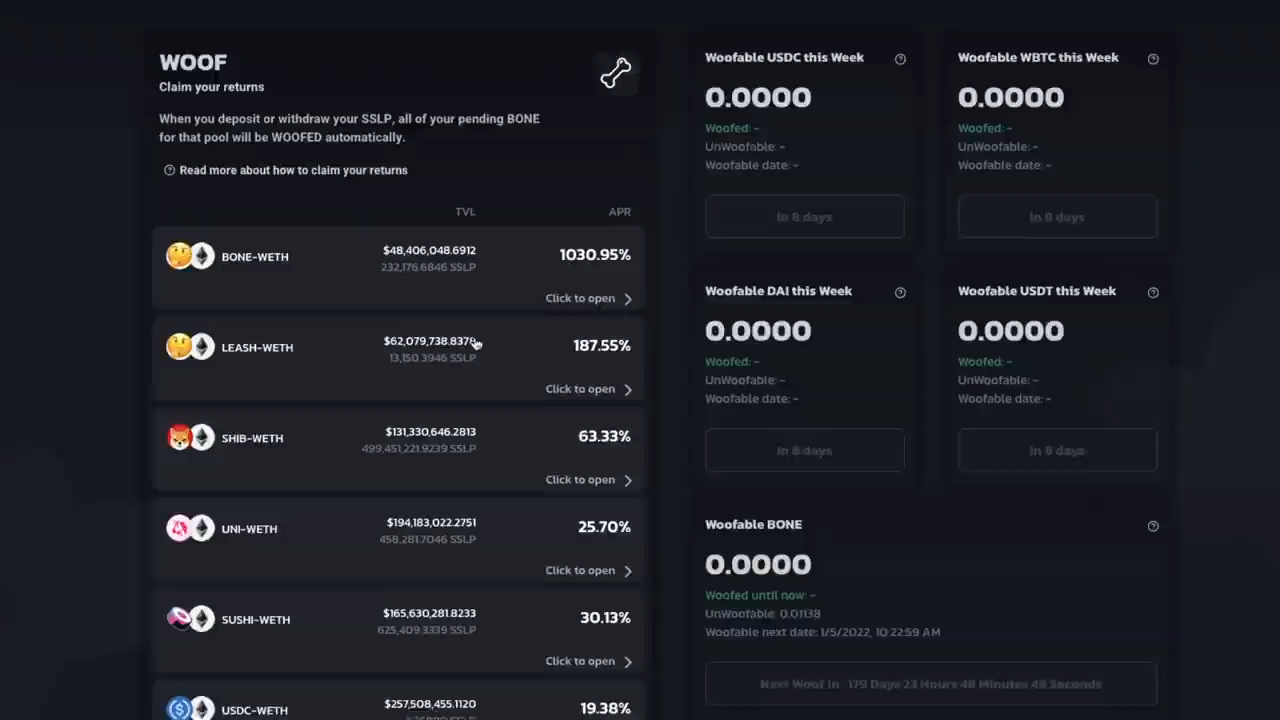 WOOF
Claim your returns
When you deposit or withdraw your SSLP, all of your pending BONE
for that pool will be WOOFED automatically.
Read more about how to claim your returns
TVL APR
BONE-WETH $48,406,048.6912 1030.95%
232,176.6846 SSLP
Click to open
LEASH-WETH $62,079,738.8378 187.55%
13,150.3946 SSLP
Click to open
SHIB-WETH $131,330,646.2813 63.33%
499,451,221.9239 SSLP
Click to open
UNI-WETH $194,183,022.2751 25.70%
458,281.7046 SSLP
Click to open
SUSHI-WETH $165,630,281.8233 30.13%
625,409.3339 SSLP
Click to open
USDC-WETH $257,508,455.1120 19.38%
Woofable USDC this Week
0.0000
Woofed: -
UnWoofable: -
Woofable date: -
In 8 days
Woofable WBTC this Week
0.0000
Woofed: -
UnWoofable: -
Woofable date: -
In 8 days
Woofable DAI this Week
0.0000
Woofed: -
UnWoofable: -
Woofable date: -
In 8 days
Woofable USDT this Week
0.0000
Woofed: -
UnWoofable: -
Woofable date: -
In 8 days
Woofable BONE
0.0000
Woofed until now: -
UnWoofable: 0.01138
Woofable next date: 1/5/2022, 10:22:59 AM
Next Woof in 179 Days 23 Hours 48 Minutes 48 Seconds